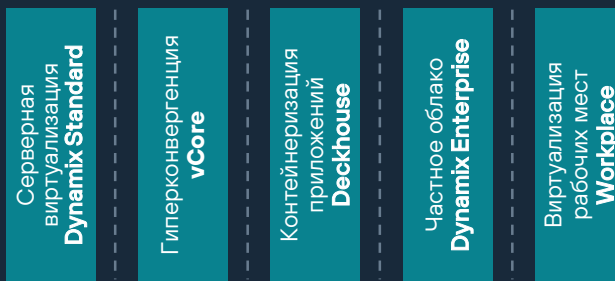 Серверная
виртуализация
Dynamix Standard
Гиперконвергенция
vCore
Контейнеризация
приложений
Deckhouse
Частное облако
Dynamix Enterprise
Виртуализация
рабочих мест
Workplace